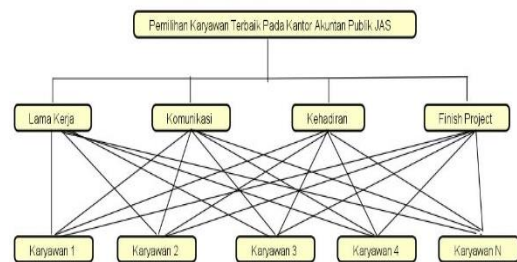 Pemilihan Karyawan Terbaik Pada Kantor Akuntan Publik JAS
Lama Kerja
Komunikasi
Kehadiran
Finish Project
Karyawan 1
Karyawan 2
Karyawan 3
Karyawan 4
Karyawan N